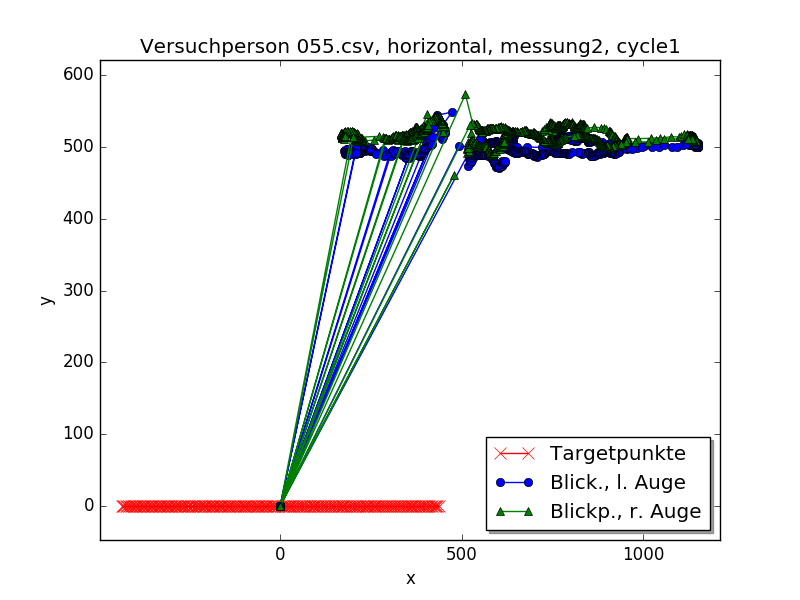 Versuchperson 055.csv, horizontal, messung2, cycle1
600
500
400
300
200
100
0
y
0 500 1000
x
Targetpunkte
Blick., l. Auge
Blickp., r. Auge